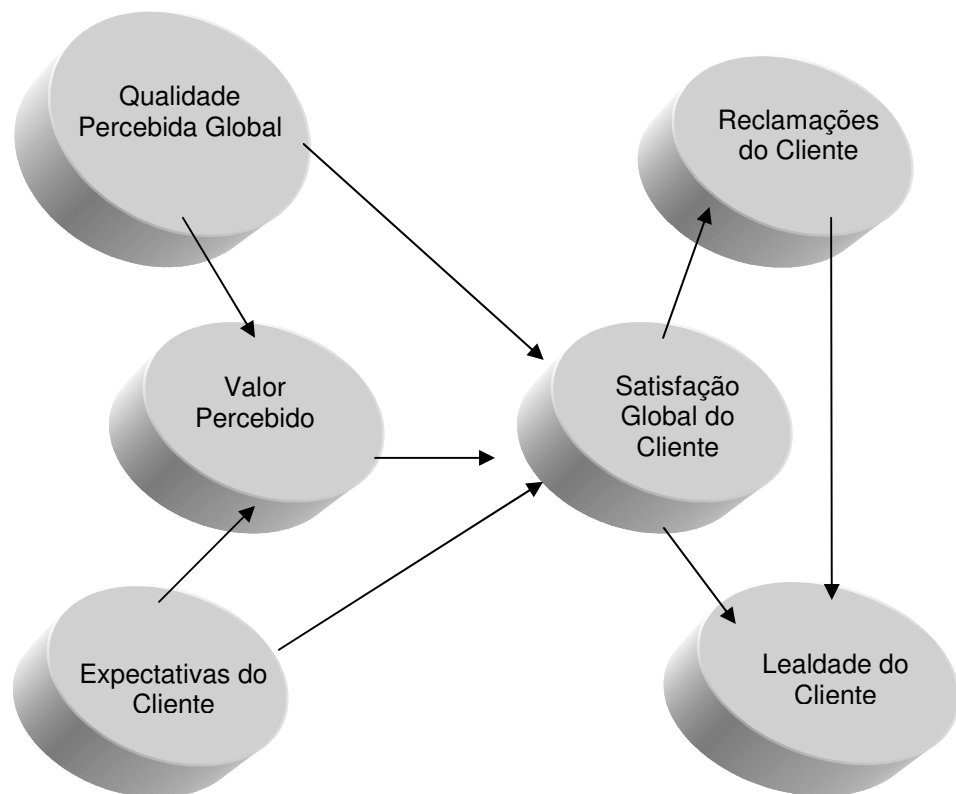 Qualidade
Percebida Global
Reclamações
do Cliente
Valor
Percebido
Satisfação
Global do
Cliente
Expectativas do
Cliente
Lealdade do
Cliente